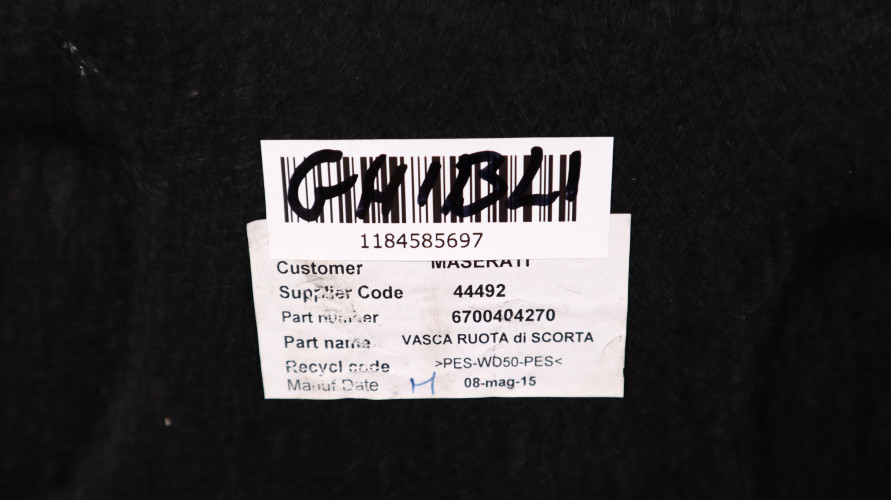 GHIBLI
1184585697
Customer MASERATI
Supplier Code 44492
Part number 6700404270
Part name VASCA RUOTA di SCORTA
Recycl code >PES-WD50-PES<
Manuf Date M 08-mag-15